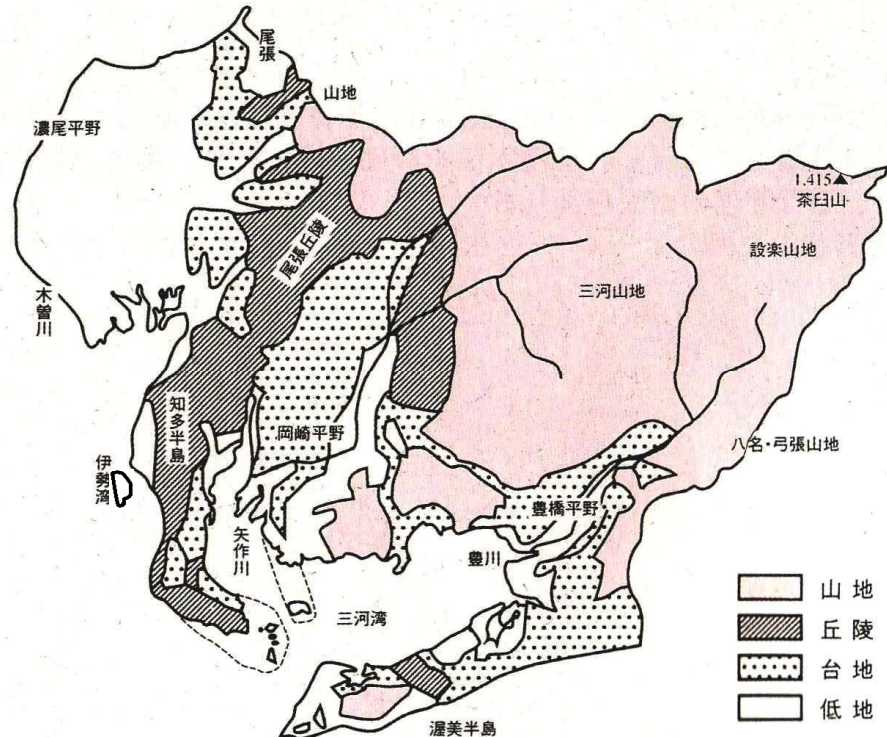 尾張
山地
濃尾平野
1,415▲
茶臼山
設楽山地
尾張丘陵
三河山地
木曽川
知多半島
岡崎平野
八名・弓張山地
伊勢湾
豊橋平野
矢作川
豊川
三河湾
渥美半島
山地
丘陵
台地
低地